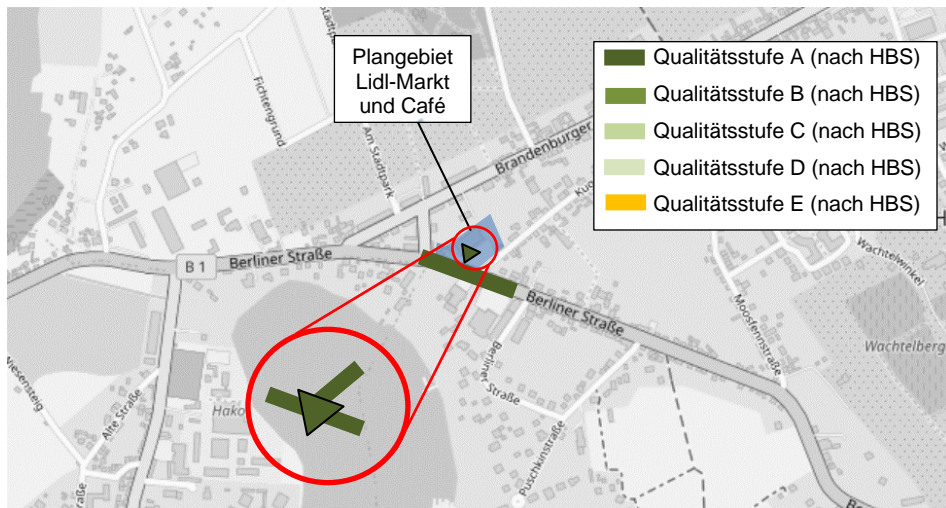 Plangebiet
Lidl-Markt
und Café
Qualitätsstufe A (nach HBS)
Qualitätsstufe B (nach HBS)
Qualitätsstufe C (nach HBS)
Qualitätsstufe D (nach HBS)
Qualitätsstufe E (nach HBS)
Fichtengrund
Am Stadtpark
Brandenburger
B 1
Berliner Straße
Berliner Straße
Berliner Straße
Puschkinstraße
Moosfennstraße
Wachtelwinkel
Wachtelberg
Wiesensteig
Alte Straße
Hako